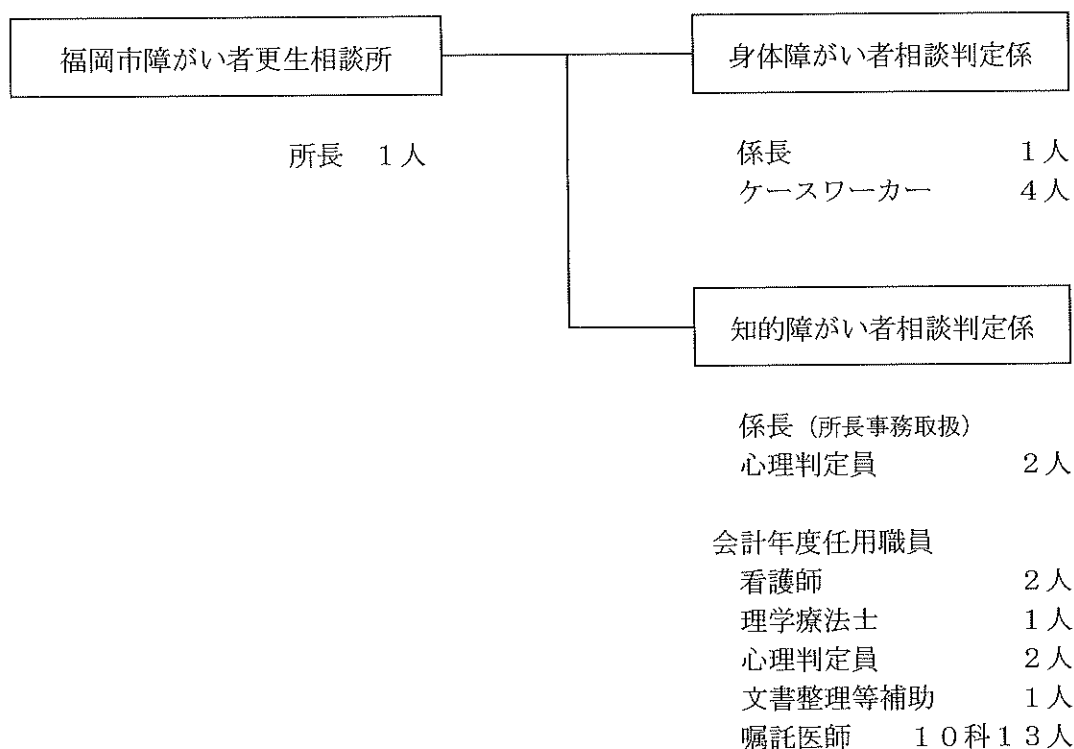 福岡市障がい者更生相談所
所長　1人
身体障がい者相談判定係
係長　1人
ケースワーカー　4人
知的障がい者相談判定係
係長（所長事務取扱）
心理判定員　2人
会計年度任用職員
看護師　2人
理学療法士　1人
心理判定員　2人
文書整理等補助　1人
嘱託医師　10科13人